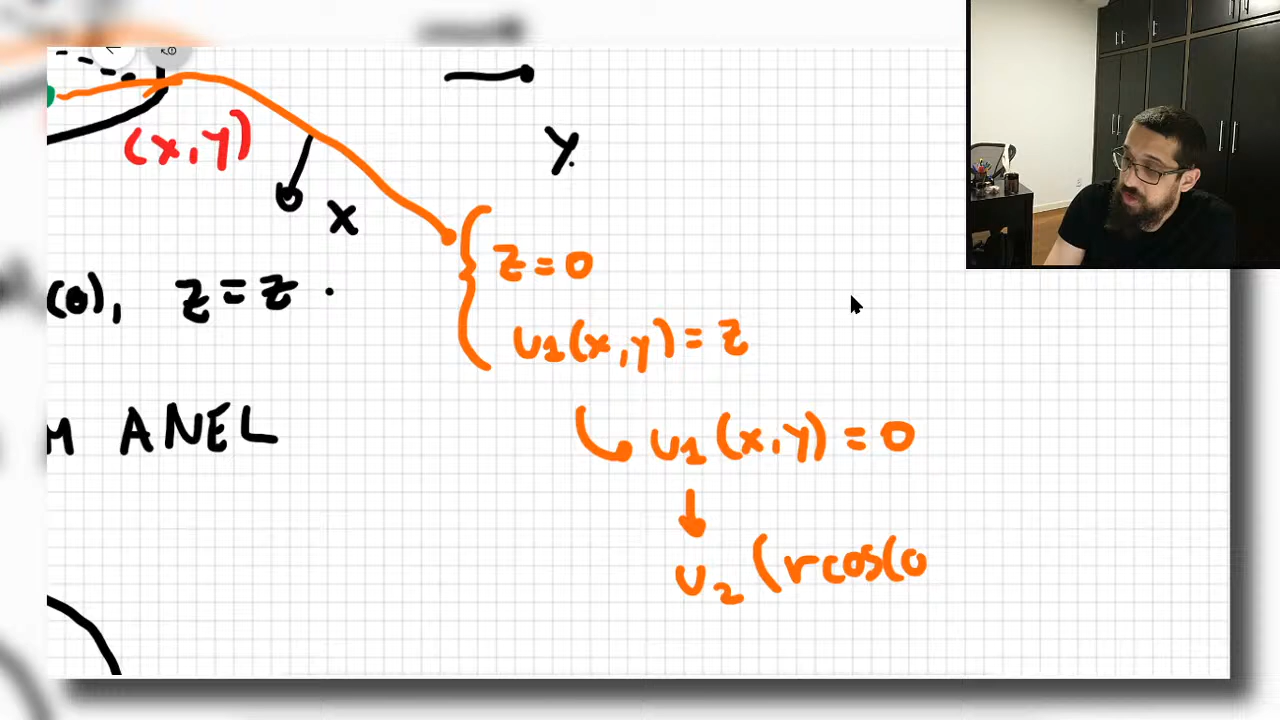 (x,y)
y.
x
z=0
(θ), z=z .
u1(x,y)=z
M ANEL
u1(x,y)=0
u2(rcos(θ